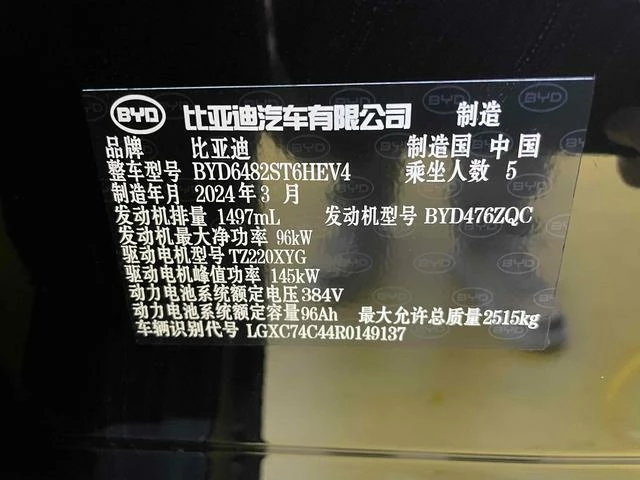 BYD 比亚迪汽车有限公司 制造
品牌 比亚迪 制造国 中国
整车型号 BYD6482ST6HEV4 乘坐人数 5
制造年月 2024年3月
发动机排量 1497mL 发动机型号 BYD476ZQC
发动机最大净功率 96kW
驱动电机型号 TZ220XYG
驱动电机峰值功率 145kW
动力电池系统额定电压 384V
动力电池系统额定容量 96Ah 最大允许总质量 2515kg
车辆识别代号 LGXC74C44R0149137